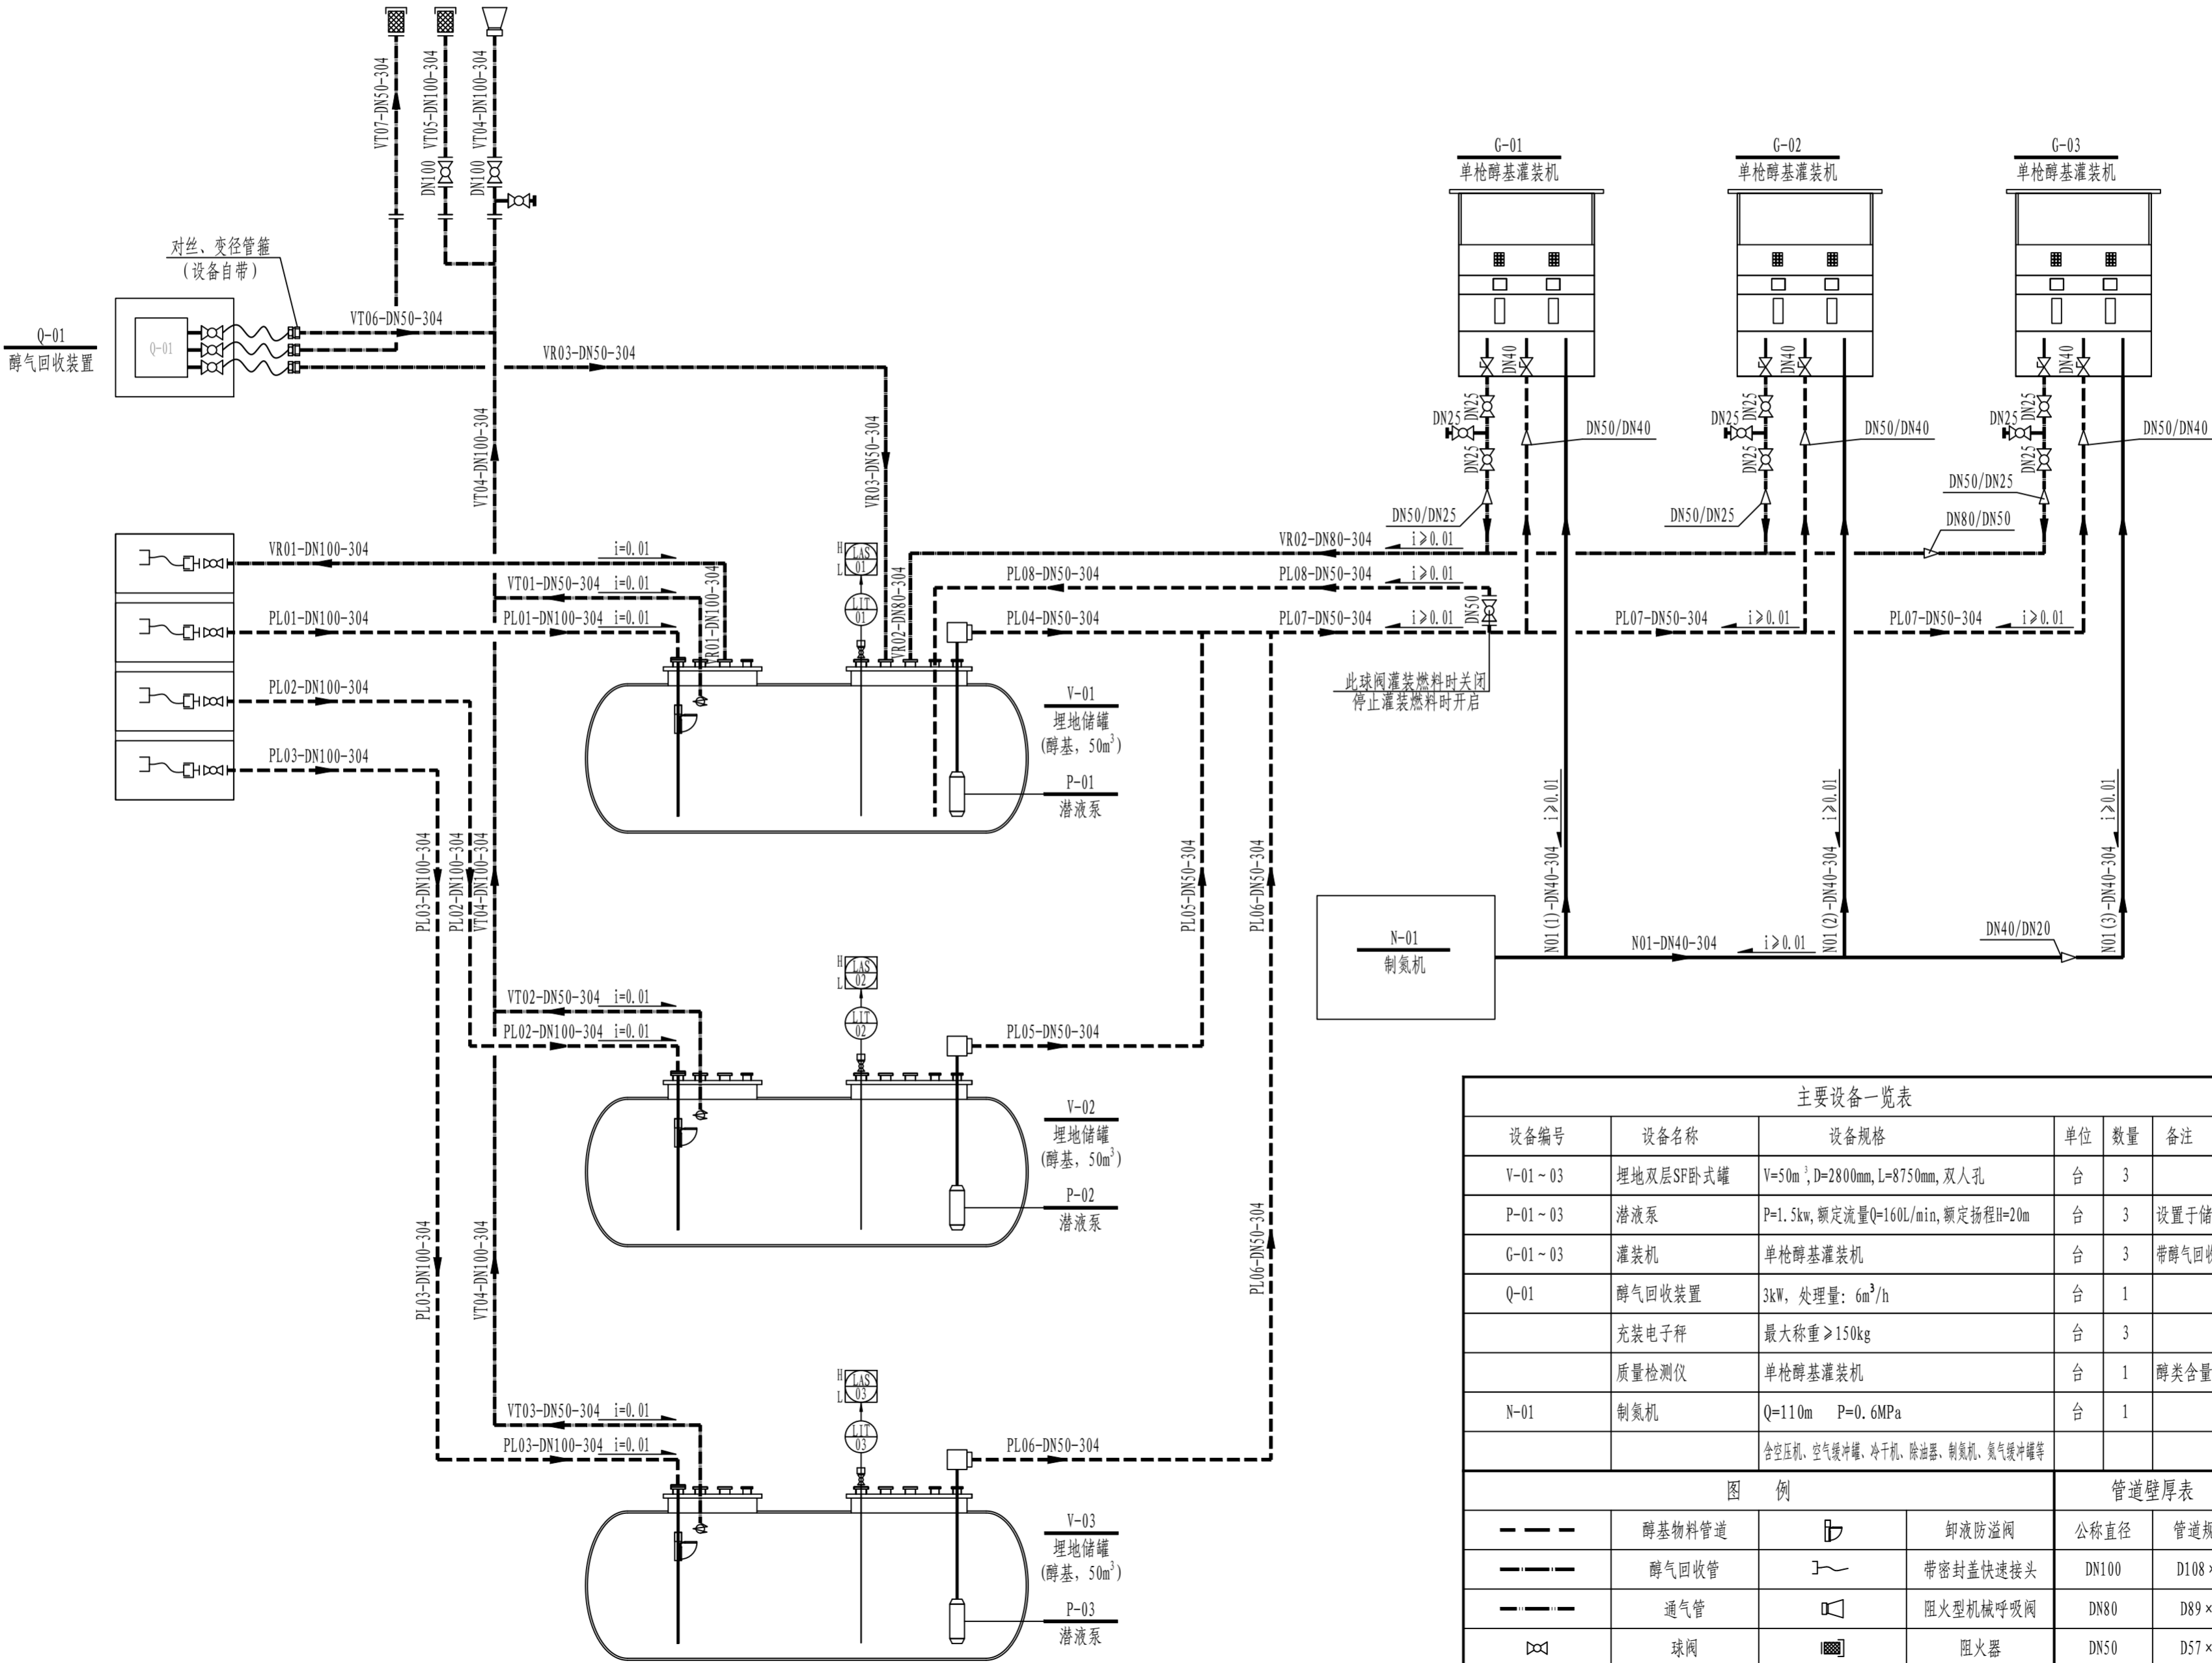 VT07-DN50-304
VT05-DN100-304
VT04-DN100-304
DN100
DN100
对丝、变径管箍
(设备自带)
Q-01
醇气回收装置
Q-01
VT06-DN50-304
VR03-DN50-304
VT04-DN100-304
VR03-DN50-304
G-01
单枪醇基灌装机
G-02
单枪醇基灌装机
G-03
单枪醇基灌装机
DN40
DN40
DN40
DN25
DN25
DN25
DN50/DN40
DN25
DN25
DN25
DN50/DN40
DN25
DN25
DN25
DN50/DN40
DN50/DN25
DN50/DN25
DN50/DN25
DN80/DN50
VR01-DN100-304
i=0.01
VT01-DN50-304
i=0.01
PL01-DN100-304
PL01-DN100-304
i=0.01
VR01-DN100-304
H
L
LAS
01
LIT
01
VR02-DN80-304
VR02-DN80-304
i≥0.01
PL08-DN50-304
PL08-DN50-304
i≥0.01
PL04-DN50-304
PL07-DN50-304
i≥0.01
DN50
PL07-DN50-304
i≥0.01
PL07-DN50-304
i≥0.01
此球阀灌装燃料时关闭
停止灌装燃料时开启
PL02-DN100-304
PL03-DN100-304
V-01
埋地储罐
(醇基, 50m³)
P-01
潜液泵
PL03-DN100-304
PL02-DN100-304
VT04-DN100-304
PL05-DN50-304
PL06-DN50-304
N01(1)-DN40-304
i≥0.01
N01(2)-DN40-304
i≥0.01
N01(3)-DN40-304
i≥0.01
N-01
制氮机
N01-DN40-304
i≥0.01
DN40/DN20
VT02-DN50-304
i=0.01
PL02-DN100-304
i=0.01
H
L
LAS
02
LIT
02
PL05-DN50-304
V-02
埋地储罐
(醇基, 50m³)
P-02
潜液泵
PL03-DN100-304
VT04-DN100-304
PL06-DN50-304
VT03-DN50-304
i=0.01
PL03-DN100-304
i=0.01
H
L
LAS
03
LIT
03
PL06-DN50-304
V-03
埋地储罐
(醇基, 50m³)
P-03
潜液泵
主要设备一览表
设备编号 设备名称 设备规格 单位 数量 备注
V-01~03 埋地双层SF卧式罐 V=50m³,D=2800mm,L=8750mm,双人孔 台 3
P-01~03 潜液泵 P=1.5kw,额定流量Q=160L/min,额定扬程H=20m 台 3 设置于储
G-01~03 灌装机 单枪醇基灌装机 台 3 带醇气回收
Q-01 醇气回收装置 3kW, 处理量: 6m³/h 台 1
充装电子秤 最大称重≥150kg 台 3
质量检测仪 单枪醇基灌装机 台 1 醇类含量
N-01 制氮机 Q=110m P=0.6MPa 台 1
含空压机、空气缓冲罐、冷干机、除油器、制氮机、氮气缓冲罐等
图 例 管道壁厚表
醇基物料管道 卸液防溢阀 公称直径 管道规
醇气回收管 带密封盖快速接头 DN100 D108×
通气管 阻火型机械呼吸阀 DN80 D89×
球阀 阻火器 DN50 D57×